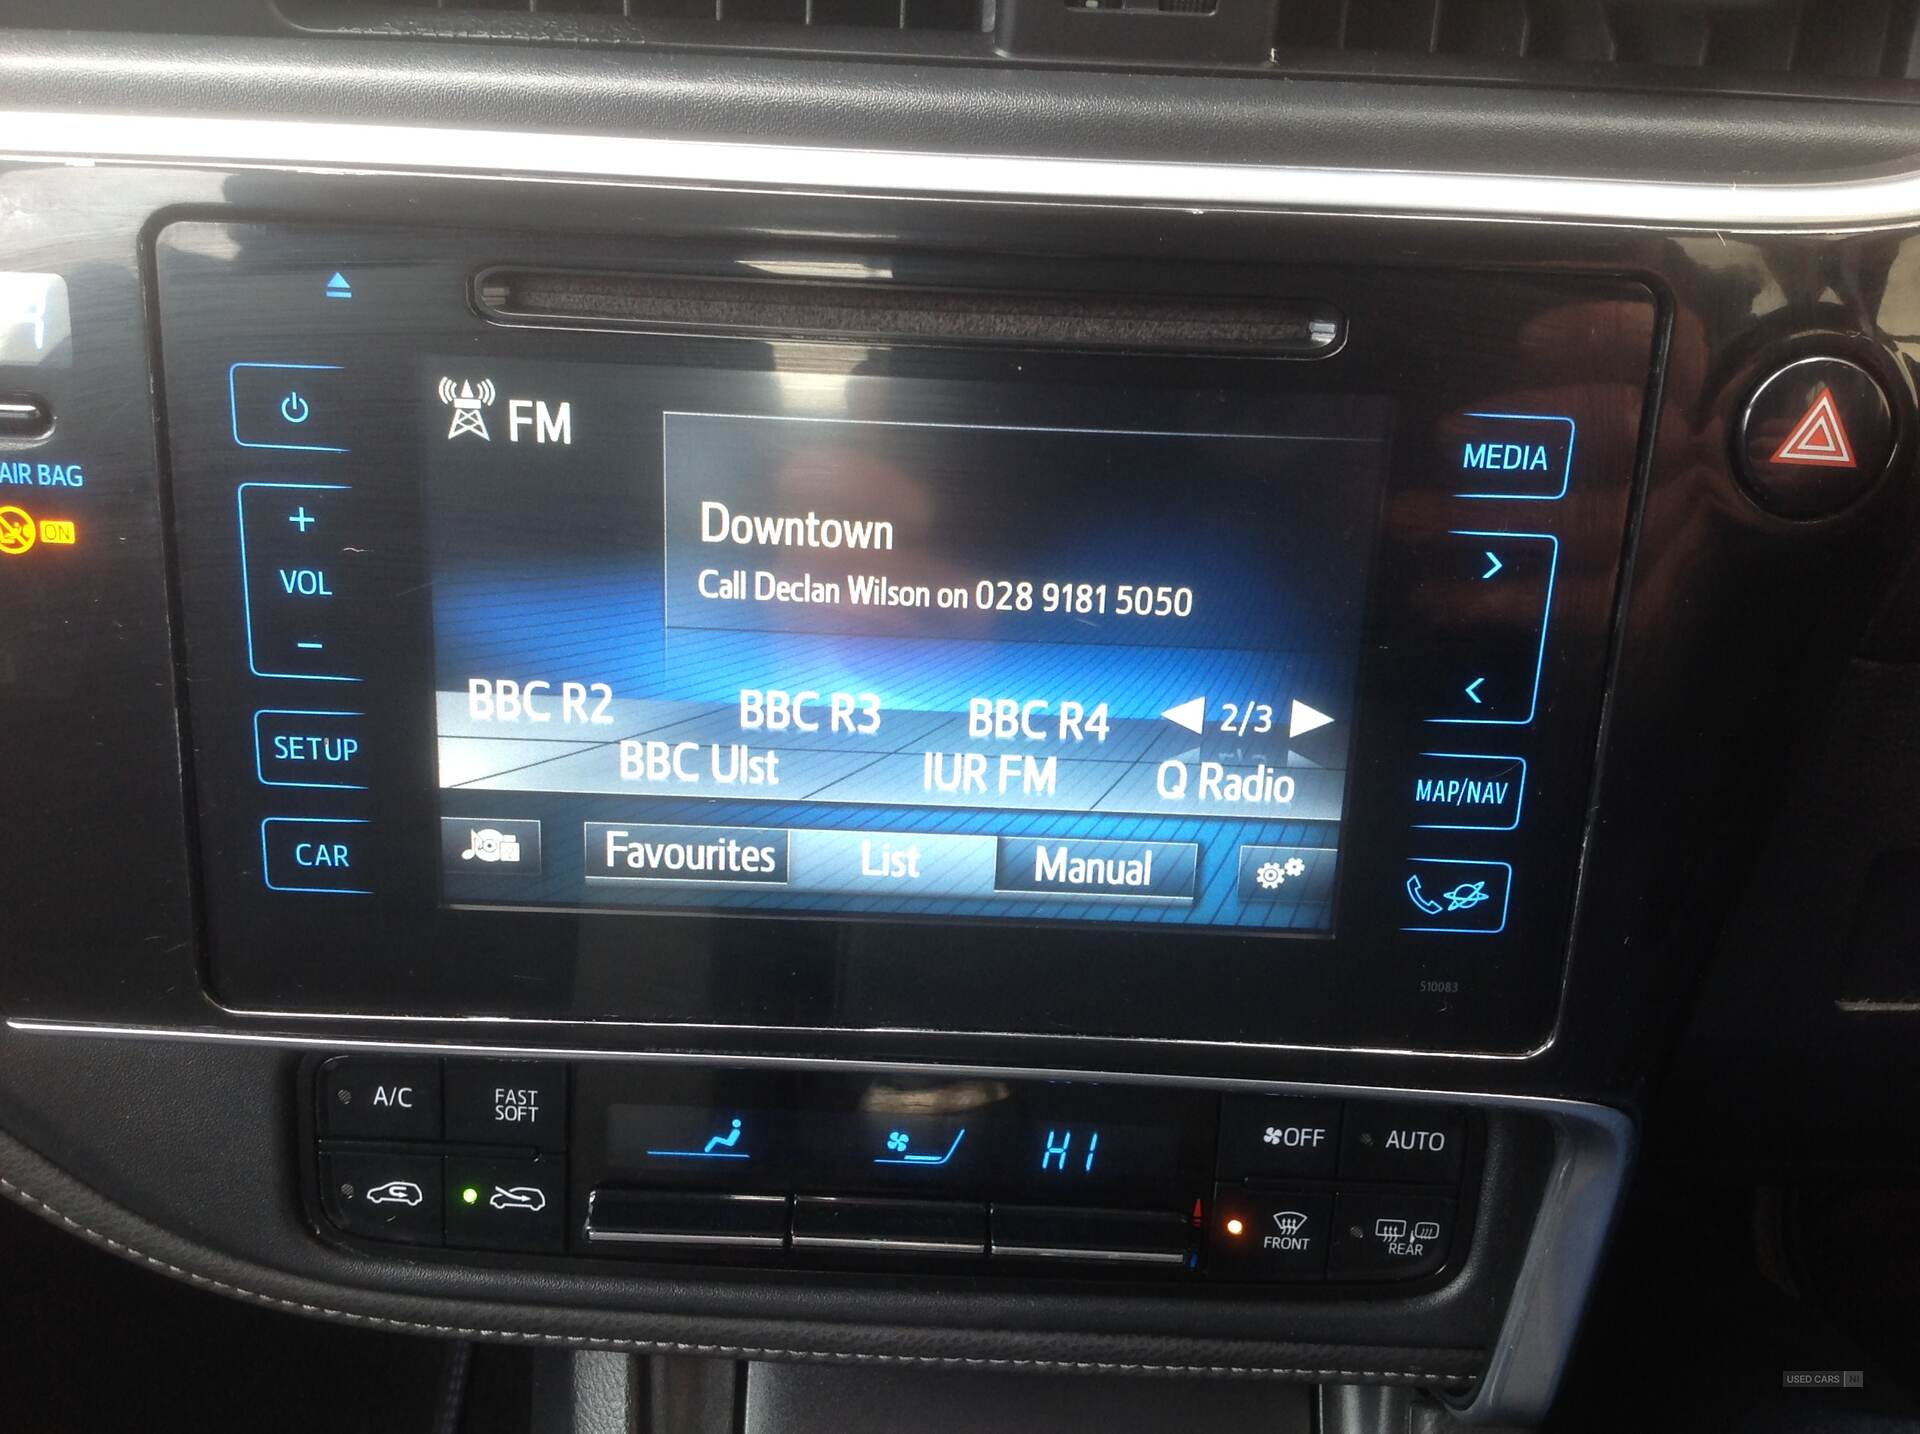 FM
MEDIA
AIR BAG
ON
Downtown
+
VOL
-
Call Declan Wilson on 028 9181 5050
>
<
BBC R2 BBC R3 BBC R4 2/3
SETUP
BBC Ulst IUR FM Q Radio
MAP/NAV
CAR
Favourites List Manual
510083
A/C
FAST
SOFT
HI
OFF
AUTO
FRONT
REAR
USED CARS NI